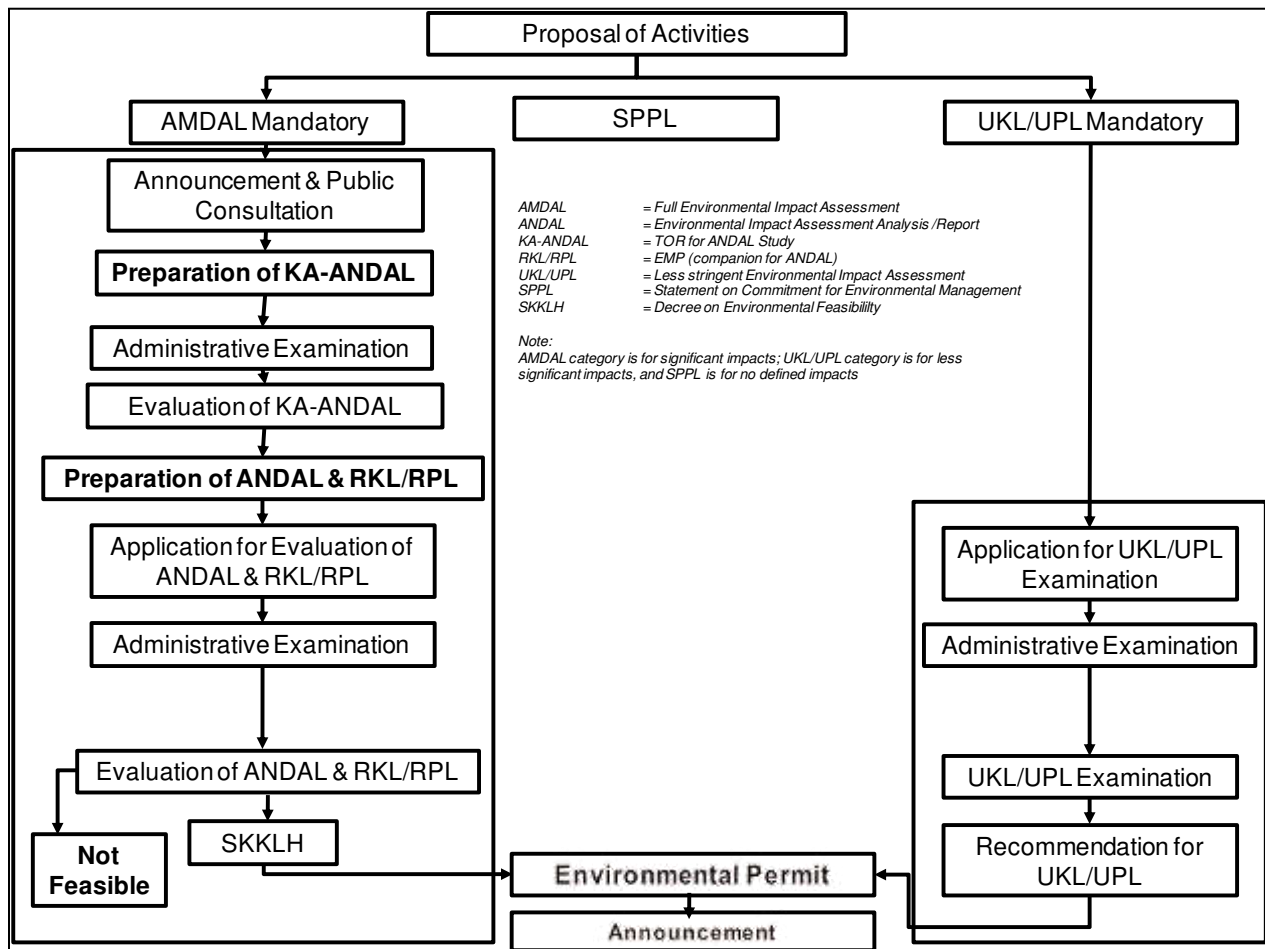 Proposal of Activities
AMDAL Mandatory
SPPL
UKL/UPL Mandatory
Announcement & Public
Consultation
Preparation of KA-ANDAL
Administrative Examination
Evaluation of KA-ANDAL
Preparation of ANDAL & RKL/RPL
Application for Evaluation of
ANDAL & RKL/RPL
Administrative Examination
Evaluation of ANDAL & RKL/RPL
Not
Feasible
SKKLH
AMDAL = Full Environmental Impact Assessment
ANDAL = Environmental Impact Assessment Analysis /Report
KA-ANDAL = TOR for ANDAL Study
RKL/RPL = EMP (companion for ANDAL)
UKL/UPL = Less stringent Environmental Impact Assessment
SPPL = Statement on Commitment for Environmental Management
SKKLH = Decree on Environmental Feasibililty
Note:
AMDAL category is for significant impacts; UKL/UPL category is for less
significant impacts, and SPPL is for no defined impacts
Application for UKL/UPL
Examination
Administrative Examination
UKL/UPL Examination
Recommendation for
UKL/UPL
Environmental Permit
Announcement